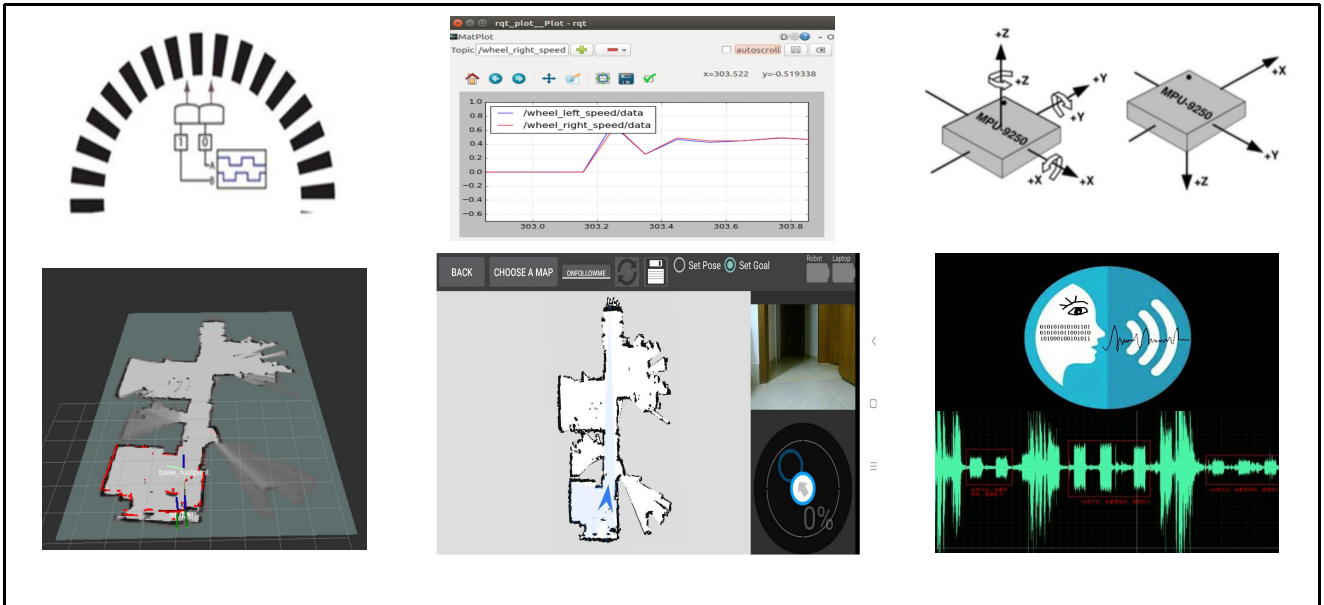 1 0
A
B
rqt_plot__Plot - rqt
MatPlot
D
- O
Topic /wheel_right_speed
autoscroll
x=303.522 y=-0.519338
/wheel_left_speed/data
/wheel_right_speed/data
1.0
0.8
0.6
0.4
0.2
0.0
−0.2
−0.4
−0.6
303.0 303.2 303.4 303.6 303.8
+Z
+Z
+Y
+Y
MPU-9250
+X
+X
+X
MPU-9250
+Y
+Z
base_footprint
BACK
CHOOSE A MAP
ONFOLLOWME
Set Pose
Set Goal
Robot
Laptop
0%
010101010101101
010101011001010
101000100101011